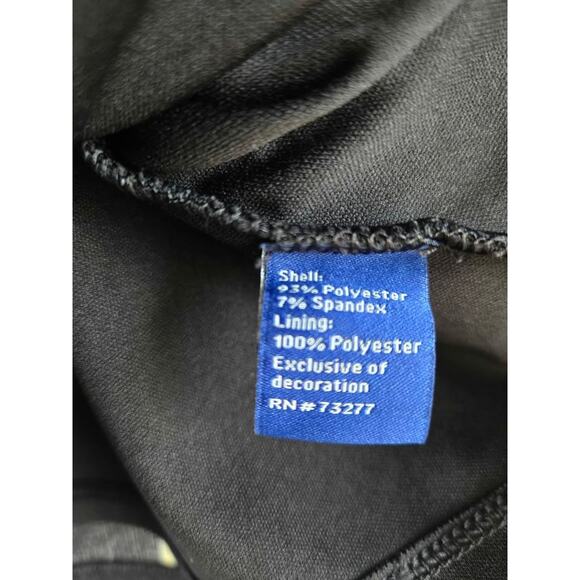 Shell:
93% Polyester
7% Spandex
Lining:
100% Polyester
Exclusive of
decoration
RN#73277